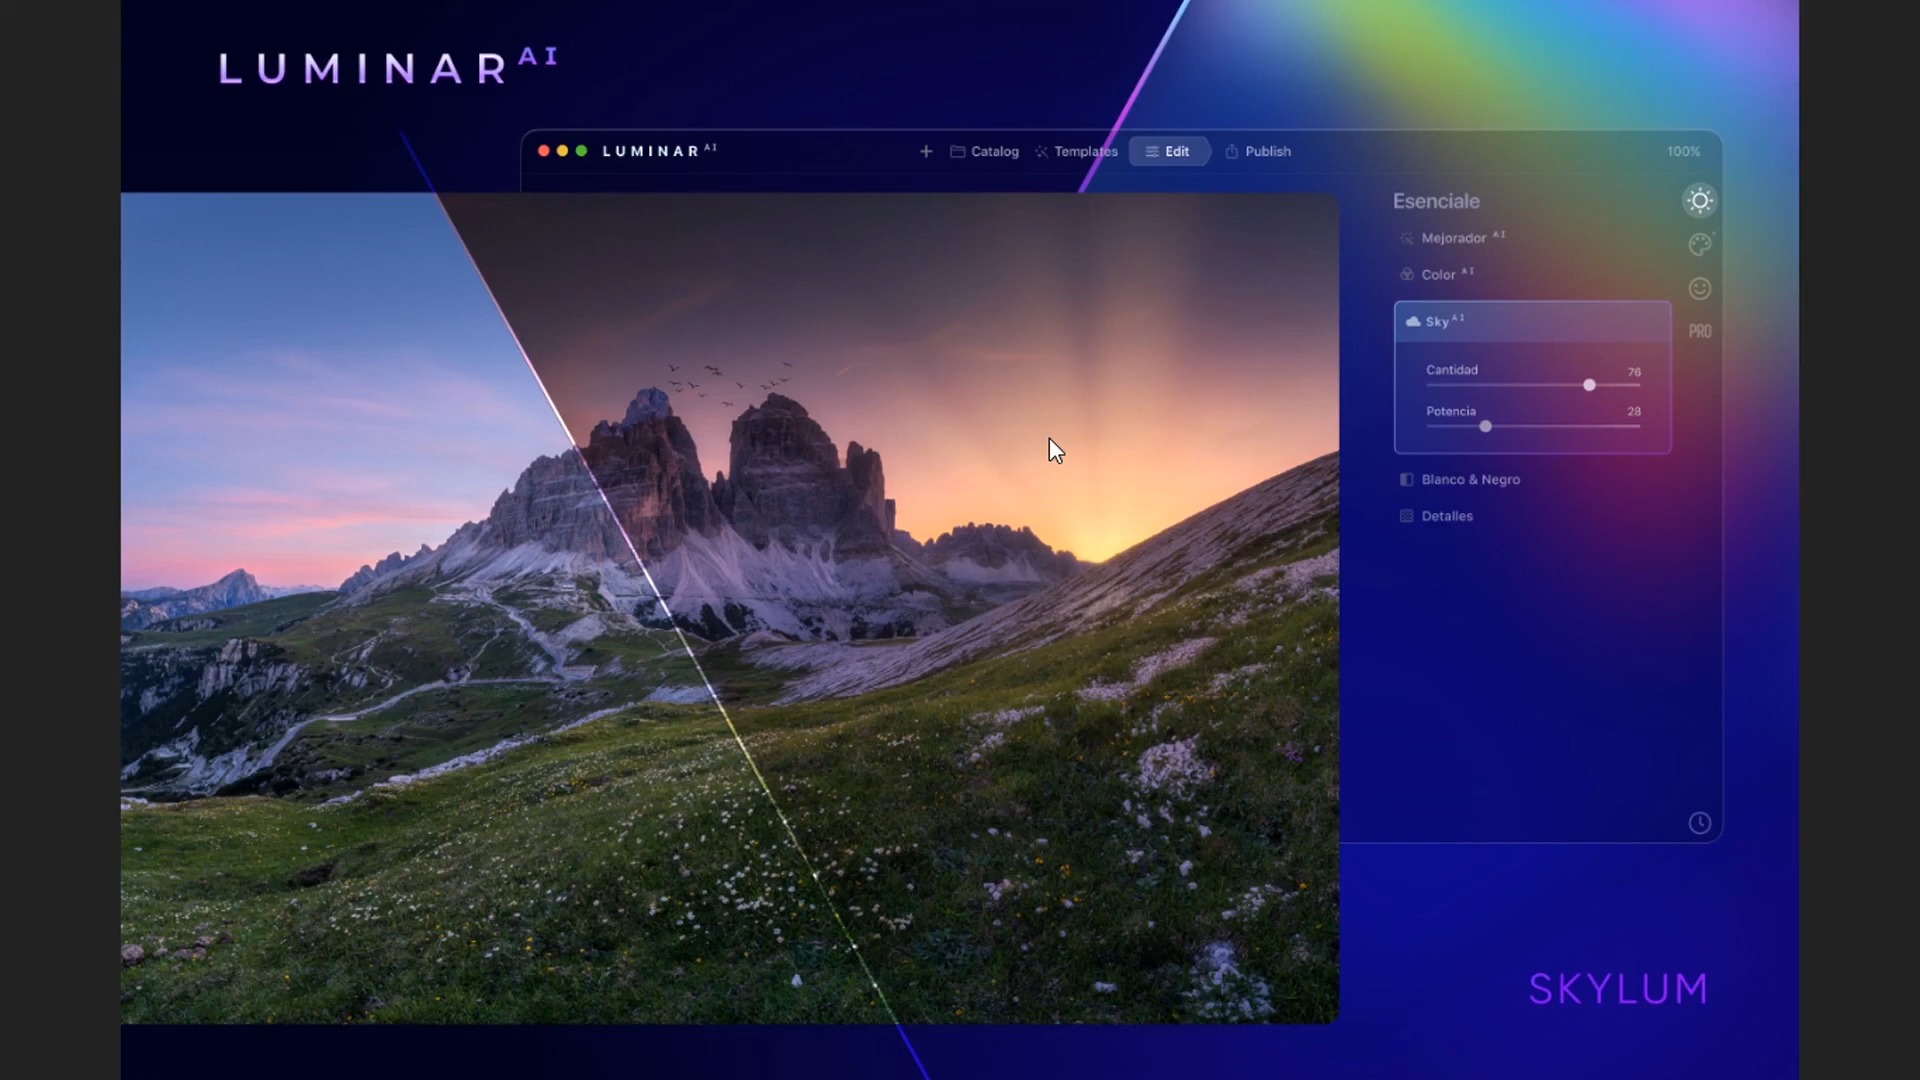 LUMINAR AI
LUMINAR AI
Catalog
Templates
Edit
Publish
100%
Esenciale
Mejorador AI
Color AI
PRO
Sky AI
Cantidad 76
Potencia 28
Blanco & Negro
Detalles
SKYLUM